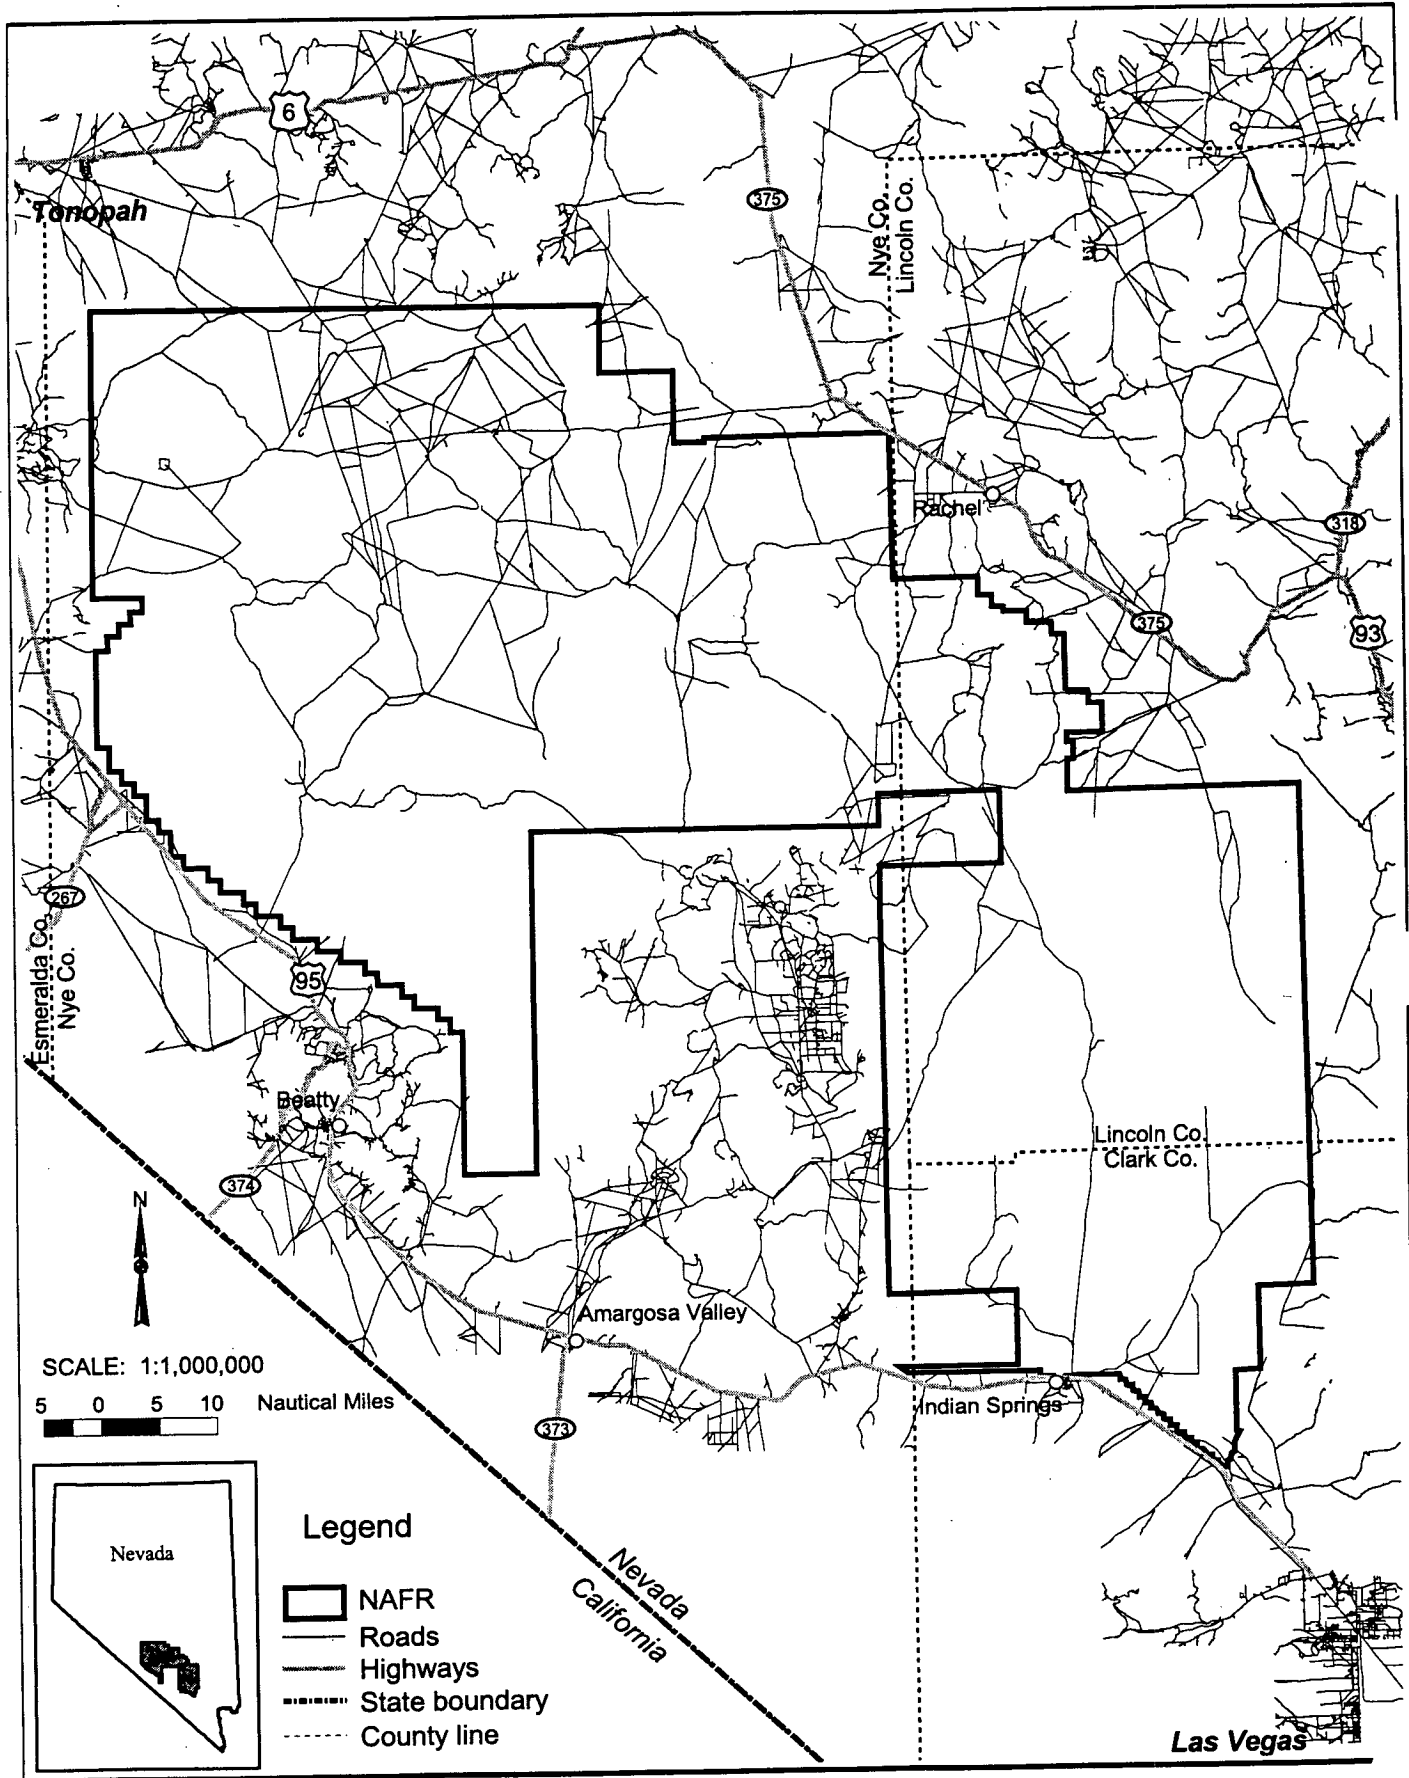 6
Tonopah
375
Nye Co.
Lincoln Co.
Rachel
318
375
93
267
Esmeralda Co.
Nye Co.
95
Beatty
374
Lincoln Co.
Clark Co.
N
Amargosa Valley
SCALE: 1:1,000,000
5 0 5 10 Nautical Miles
Indian Springs
373
Nevada
Legend
NAFR
Roads
Highways
State boundary
County line
Nevada
California
Las Vegas